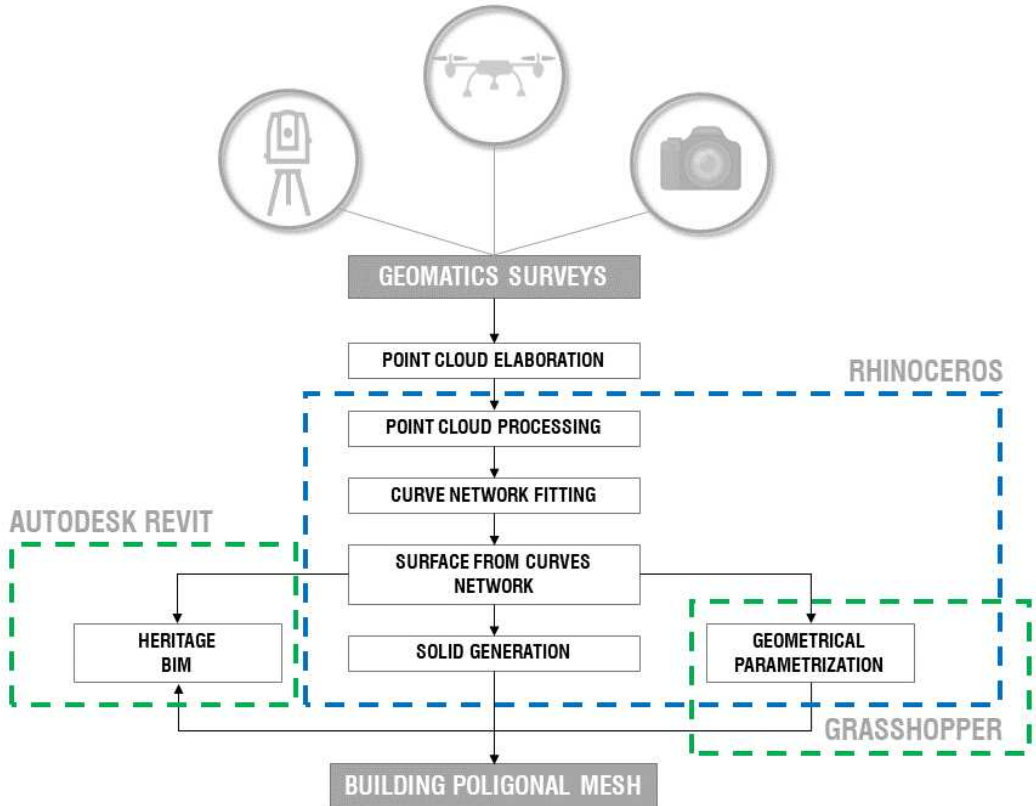 GEOMATICS SURVEYS
POINT CLOUD ELABORATION
RHINOCEROS
POINT CLOUD PROCESSING
CURVE NETWORK FITTING
AUTODESK REVIT
SURFACE FROM CURVES
NETWORK
HERITAGE
BIM
SOLID GENERATION
GEOMETRICAL
PARAMETRIZATION
GRASSHOPPER
BUILDING POLIGONAL MESH